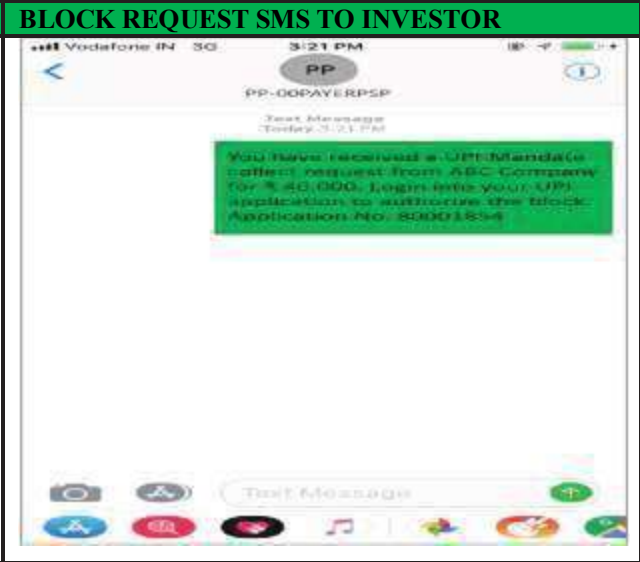 BLOCK REQUEST SMS TO INVESTOR
Vodafone IN 3G 3:21 PM
PP
PP-00PAYERPSP
Text Message
Today 3:21 PM
You have received a UPI Mandate
collect request from ABC Company
for ₹ 40,000. Login into your UPI
application to authorize the block.
Application No. 80001854
Text Message